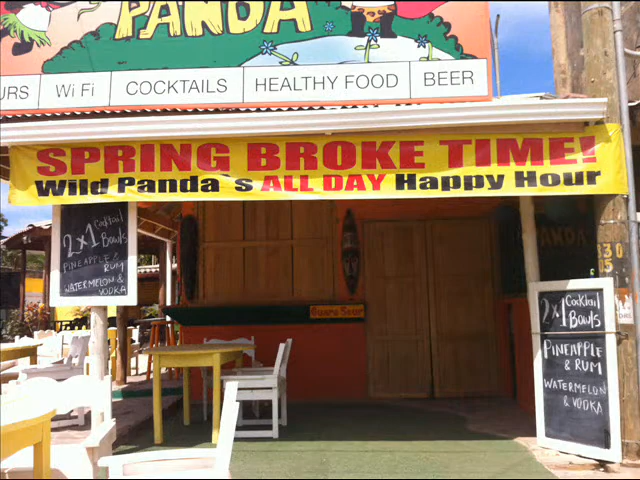 PANDA
URS
Wi Fi
COCKTAILS
HEALTHY FOOD
BEER
SPRING BROKE TIME!
Wild Panda's ALL DAY Happy Hour
2x1 Cocktail
Bowls
PINEAPPLE &
RUM
WATERMELON &
VODKA
2x1 Cocktail
Bowls
PINEAPPLE
& RUM
WATERMELON
& VODKA